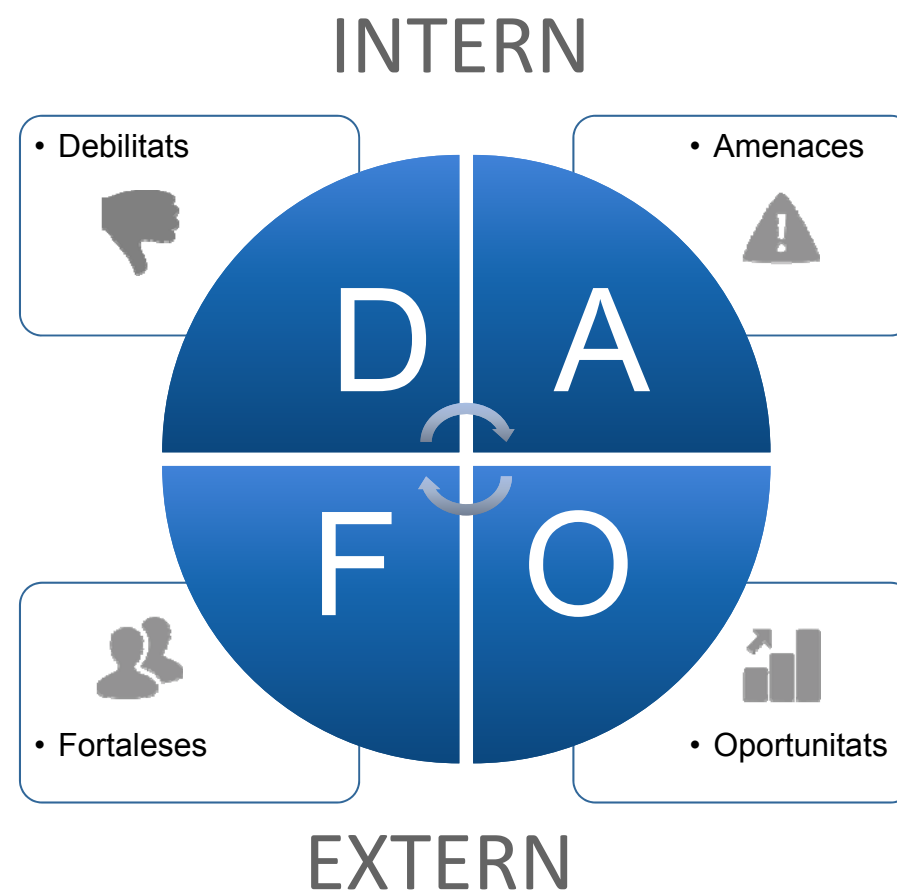 INTERN
• Debilitats
• Amenaces
D A
F O
• Fortaleses
• Oportunitats
EXTERN